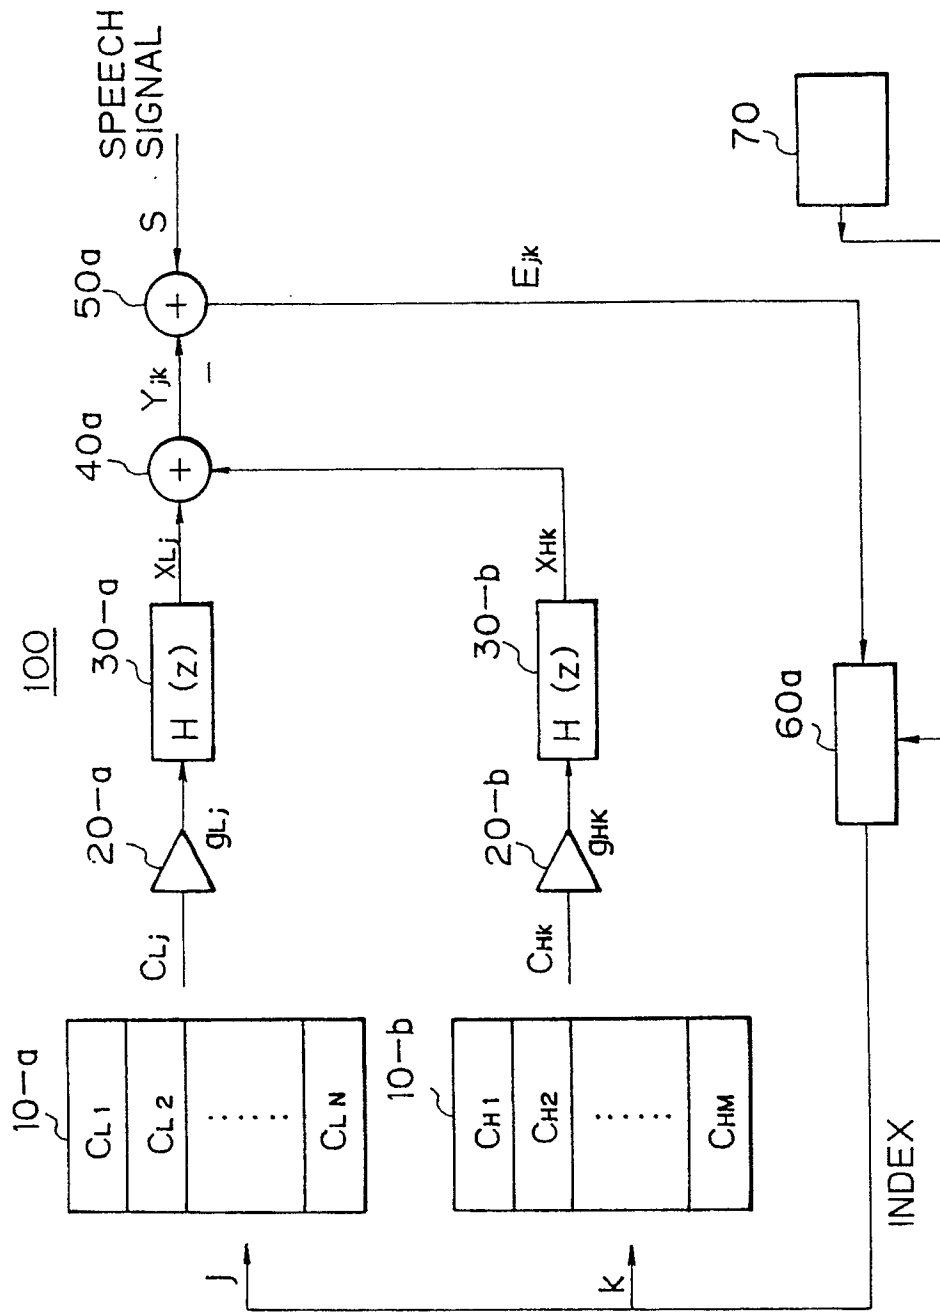 100
10-a
CL1
CL2
......
CLN
j
CLj
20-a
gLj
30-a
H (z)
XLj
40a
+
Yjk
-
50a
+
S
SPEECH
SIGNAL
10-b
CH1
CH2
......
CHM
k
CHk
20-b
gHK
30-b
H (z)
XHk
Ejk
INDEX
60a
70